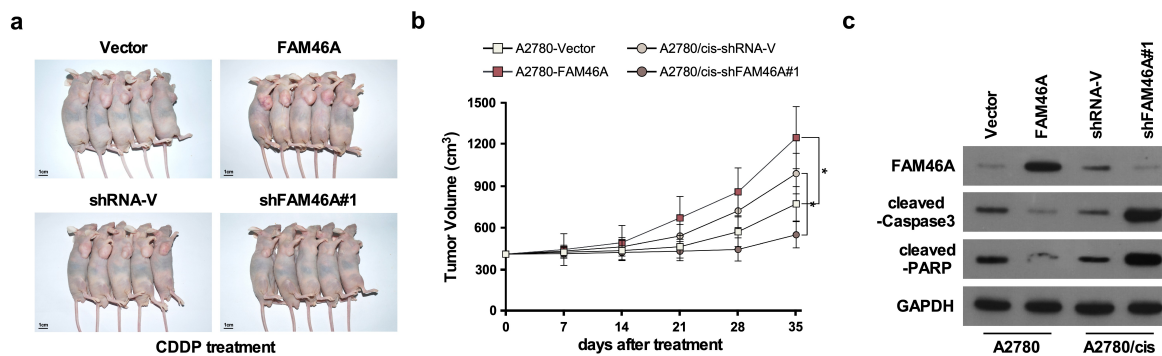 a
Vector
FAM46A
1cm
1cm
shRNA-V
shFAM46A#1
1cm
1cm
CDDP treatment
b
A2780-Vector
A2780/cis-shRNA-V
A2780-FAM46A
A2780/cis-shFAM46A#1
Tumor Volume (cm3)
1500
1200
900
600
300
0
*
*
0 7 14 21 28 35
days after treatment
c
Vector
FAM46A
shRNA-V
shFAM46A#1
FAM46A
cleaved
-Caspase3
cleaved
-PARP
GAPDH
A2780 A2780/cis